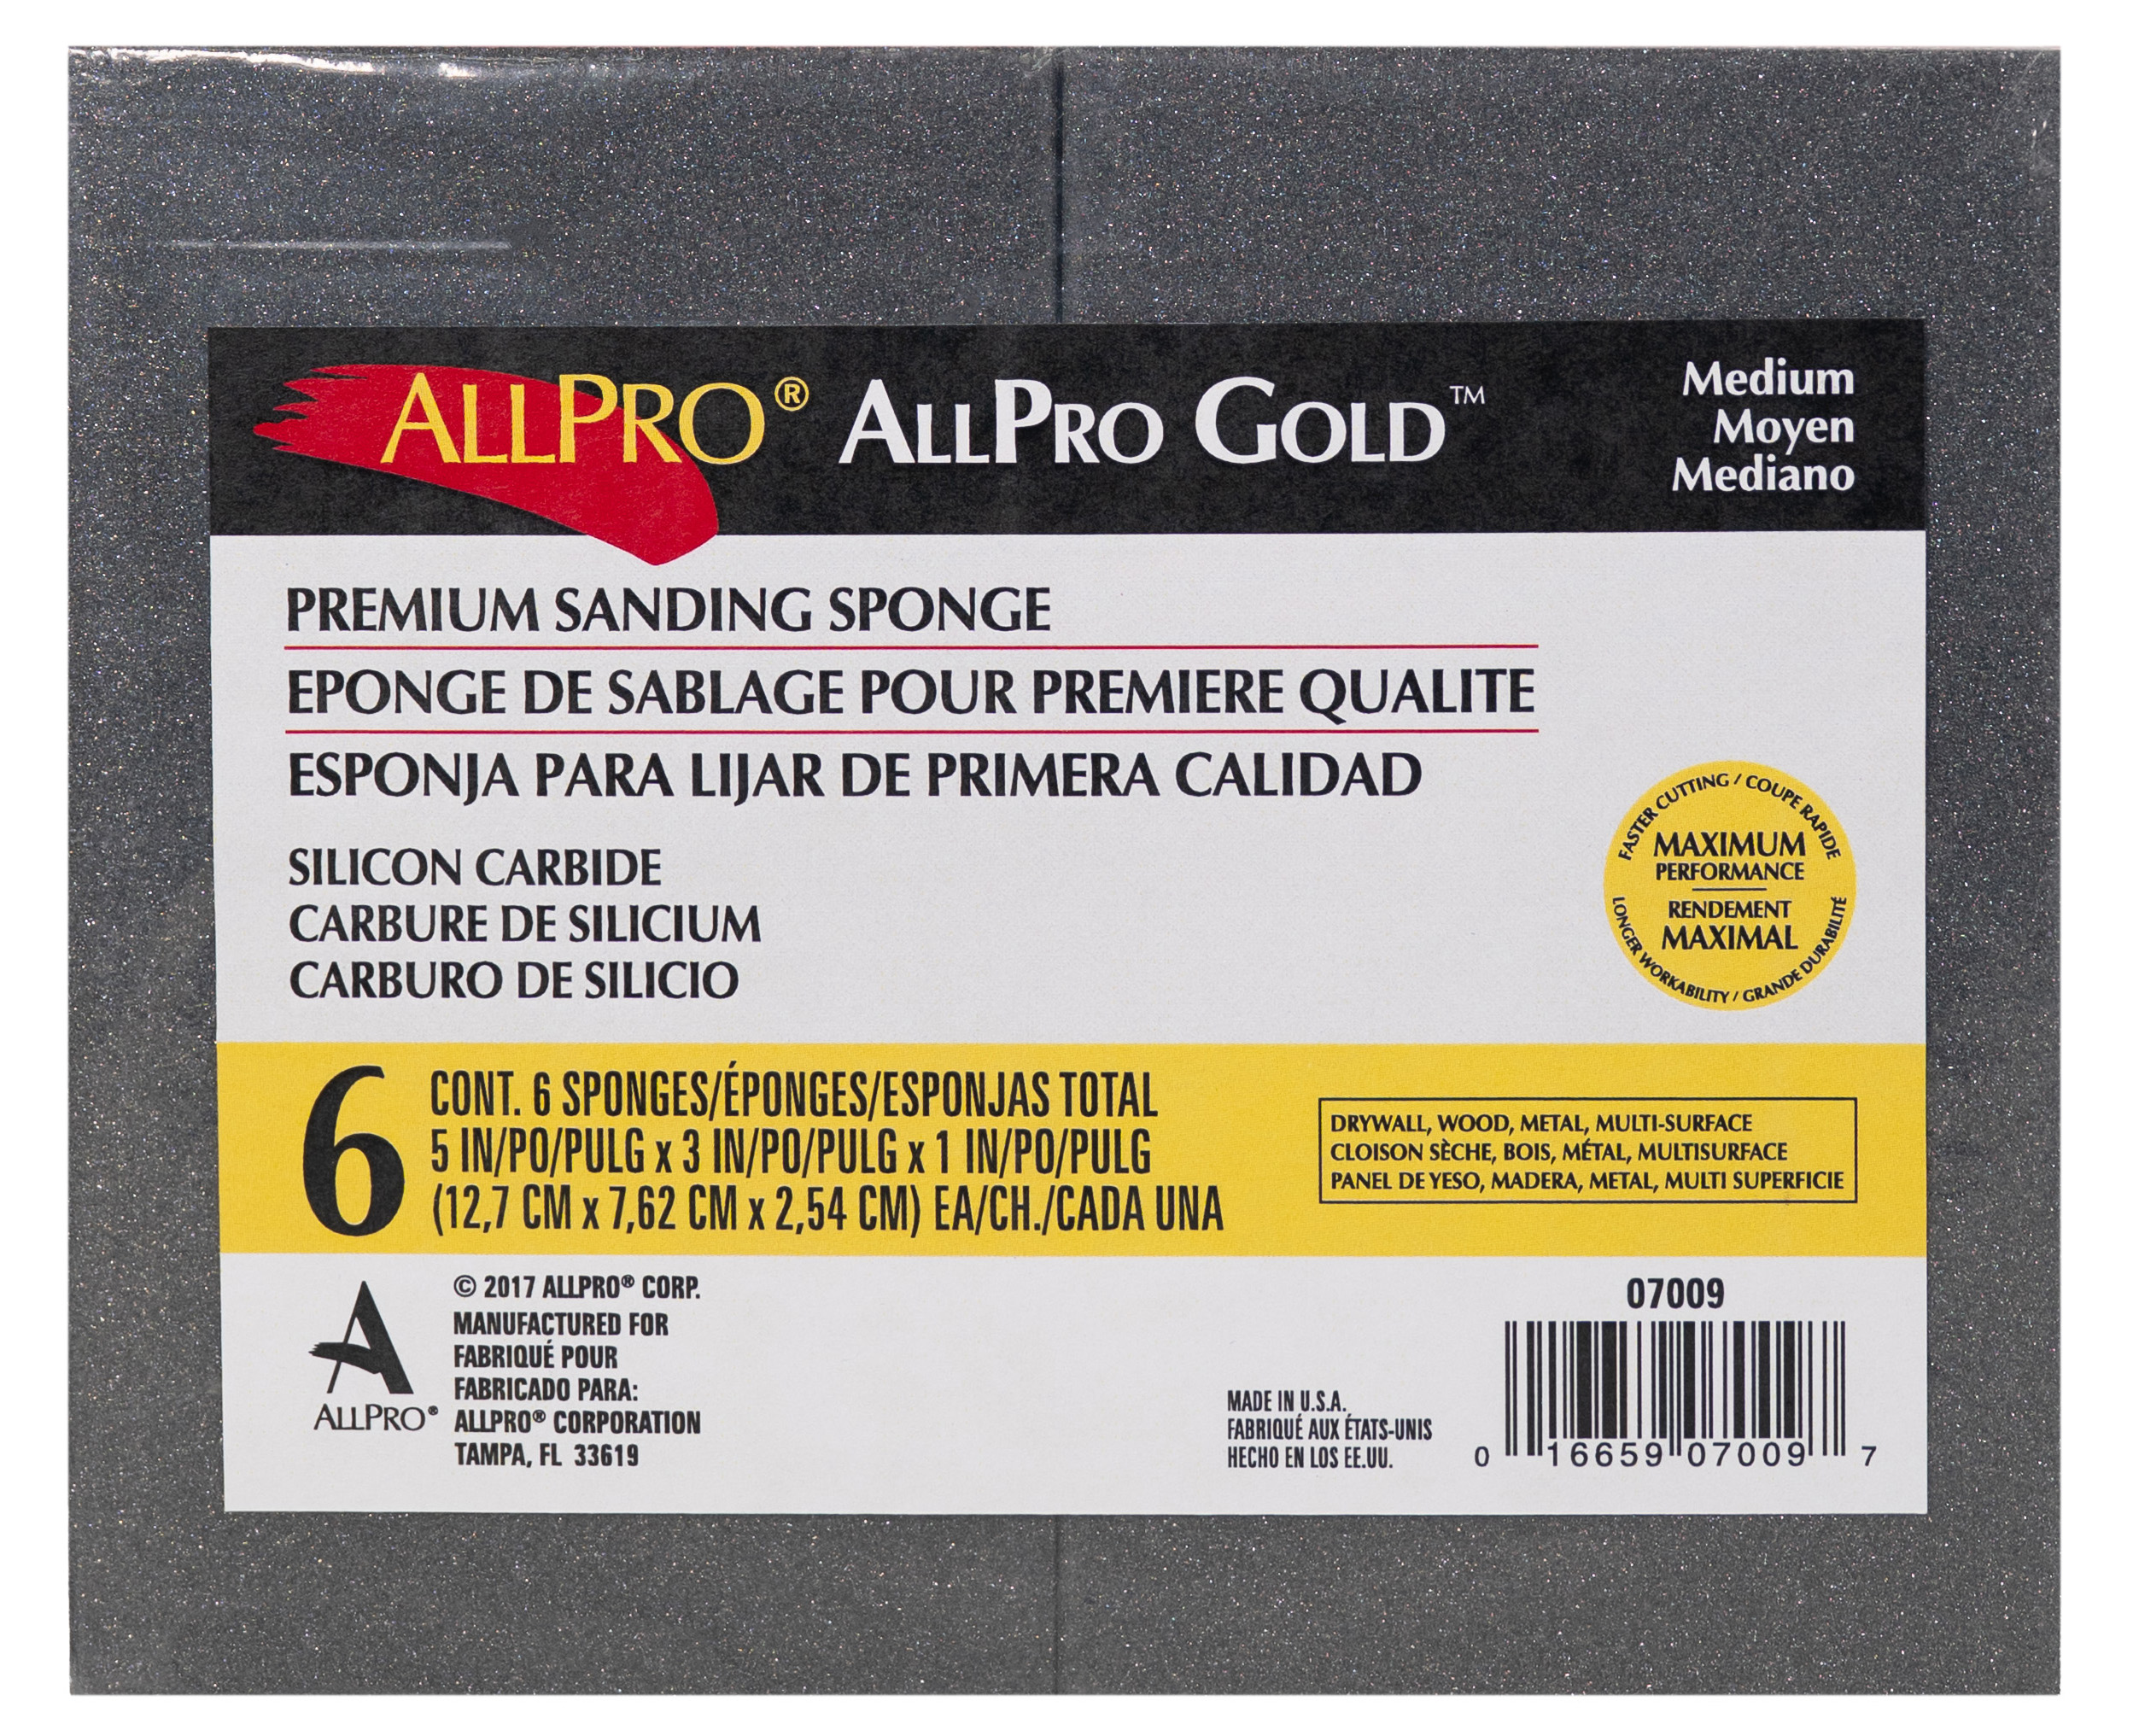 ALLPRO® ALLPRO GOLD™
Medium
Moyen
Mediano
PREMIUM SANDING SPONGE
EPONGE DE SABLAGE POUR PREMIERE QUALITE
ESPONJA PARA LIJAR DE PRIMERA CALIDAD
SILICON CARBIDE
CARBURE DE SILICIUM
CARBURO DE SILICIO
FASTER CUTTING / COUPE RAPIDE
MAXIMUM
PERFORMANCE
RENDEMENT
MAXIMAL
LONGER WORKABILITY / GRANDE DURABILITÉ
6
CONT. 6 SPONGES/ÉPONGES/ESPONJAS TOTAL
5 IN/PO/PULG x 3 IN/PO/PULG x 1 IN/PO/PULG
(12,7 CM x 7,62 CM x 2,54 CM) EA/CH./CADA UNA
DRYWALL, WOOD, METAL, MULTI-SURFACE
CLOISON SÈCHE, BOIS, MÉTAL, MULTISURFACE
PANEL DE YESO, MADERA, METAL, MULTI SUPERFICIE
ALLPRO®
© 2017 ALLPRO® CORP.
MANUFACTURED FOR
FABRIQUÉ POUR
FABRICADO PARA:
ALLPRO® CORPORATION
TAMPA, FL 33619
MADE IN U.S.A.
FABRIQUÉ AUX ÉTATS-UNIS
HECHO EN LOS EE.UU.
07009
0 16659 07009 7